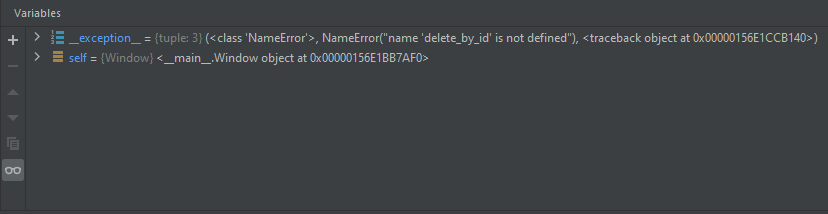 Variables
__exception__ = {tuple: 3} (<class 'NameError'>, NameError("name 'delete_by_id' is not defined"), <traceback object at 0x00000156E1CCB140>)
self = {Window} <__main__.Window object at 0x00000156E1BB7AF0>